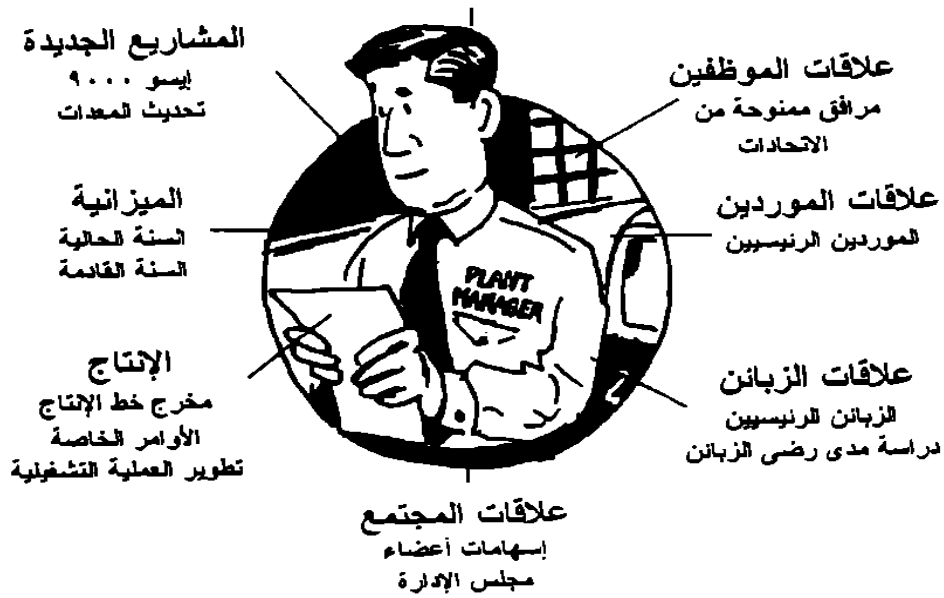 المشاريع الجديدة
إيسو ٩٠٠٠
تحديث المعدات
علاقات الموظفين
مرافق ممنوحة من
الاتحادات
الميزانية
السنة الحالية
السنة القادمة
علاقات الموردين
الموردين الرئيسيين
PLANT
MANAGER
الإنتاج
مخرج خط الإنتاج
الأوامر الخاصة
تطوير العملية التشغيلية
علاقات الزبائن
الزبائن الرئيسيين
دراسة مدى رضى الزبائن
علاقات المجتمع
إسهامات أعضاء
مجلس الإدارة